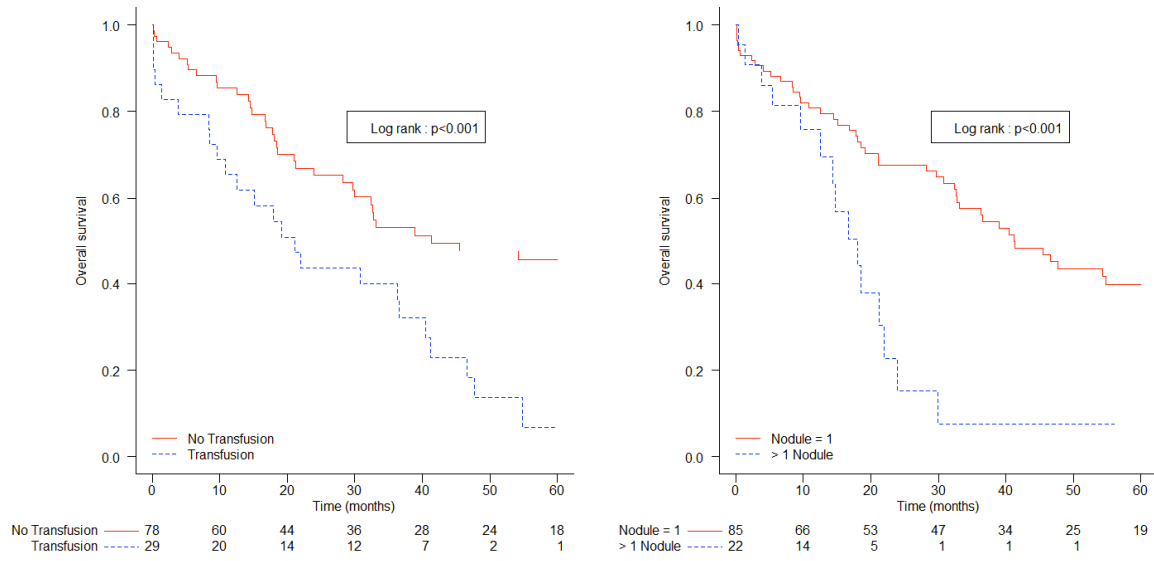 1.0
0.8
0.6
0.4
0.2
0.0
Overall survival
Log rank : p<0.001
No Transfusion
Transfusion
0 10 20 30 40 50 60
Time (months)
No Transfusion 78 60 44 36 28 24 18
Transfusion 29 20 14 12 7 2 1
1.0
0.8
0.6
0.4
0.2
0.0
Overall survival
Log rank : p<0.001
Nodule = 1
> 1 Nodule
0 10 20 30 40 50 60
Time (months)
Nodule = 1 85 66 53 47 34 25 19
> 1 Nodule 22 14 5 1 1 1